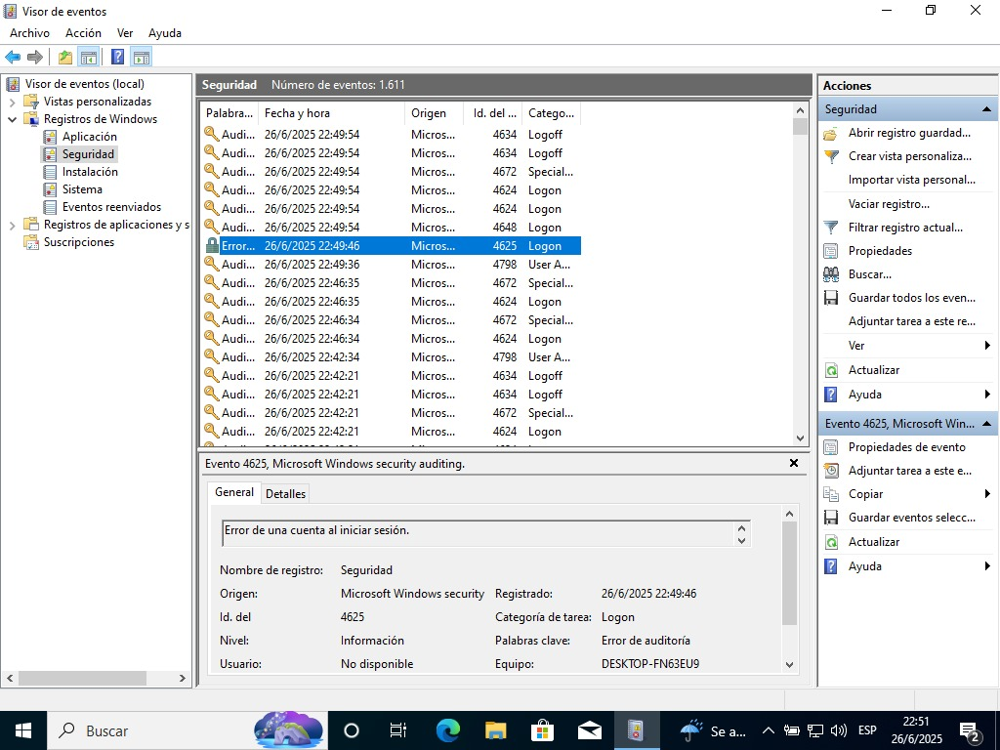 Visor de eventos
Archivo Acción Ver Ayuda
Visor de eventos (local)
Vistas personalizadas
Registros de Windows
Aplicación
Seguridad
Instalación
Sistema
Eventos reenviados
Registros de aplicaciones y s
Suscripciones
Seguridad Número de eventos: 1.611
Palabra... Fecha y hora Origen Id. del ... Catego...
Audi... 26/6/2025 22:49:54 Micros... 4634 Logoff
Audi... 26/6/2025 22:49:54 Micros... 4634 Logoff
Audi... 26/6/2025 22:49:54 Micros... 4672 Special...
Audi... 26/6/2025 22:49:54 Micros... 4624 Logon
Audi... 26/6/2025 22:49:54 Micros... 4624 Logon
Audi... 26/6/2025 22:49:54 Micros... 4648 Logon
Error... 26/6/2025 22:49:46 Micros... 4625 Logon
Audi... 26/6/2025 22:49:36 Micros... 4798 User A...
Audi... 26/6/2025 22:46:35 Micros... 4672 Special...
Audi... 26/6/2025 22:46:35 Micros... 4624 Logon
Audi... 26/6/2025 22:46:34 Micros... 4672 Special...
Audi... 26/6/2025 22:46:34 Micros... 4624 Logon
Audi... 26/6/2025 22:42:34 Micros... 4798 User A...
Audi... 26/6/2025 22:42:21 Micros... 4634 Logoff
Audi... 26/6/2025 22:42:21 Micros... 4634 Logoff
Audi... 26/6/2025 22:42:21 Micros... 4672 Special...
Audi... 26/6/2025 22:42:21 Micros... 4624 Logon
Evento 4625, Microsoft Windows security auditing.
General Detalles
Error de una cuenta al iniciar sesión.
Nombre de registro: Seguridad
Origen: Microsoft Windows security Registrado: 26/6/2025 22:49:46
Id. del 4625 Categoría de tarea: Logon
Nivel: Información Palabras clave: Error de auditoría
Usuario: No disponible Equipo: DESKTOP-FN63EU9
Acciones
Seguridad
Abrir registro guardad...
Crear vista personaliza...
Importar vista personal...
Vaciar registro...
Filtrar registro actual...
Propiedades
Buscar...
Guardar todos los even...
Adjuntar tarea a este re...
Ver
Actualizar
Ayuda
Evento 4625, Microsoft Win...
Propiedades de evento
Adjuntar tarea a este e...
Copiar
Guardar eventos selecc...
Actualizar
Ayuda
Buscar
Se a...
ESP
22:51
26/6/2025
2